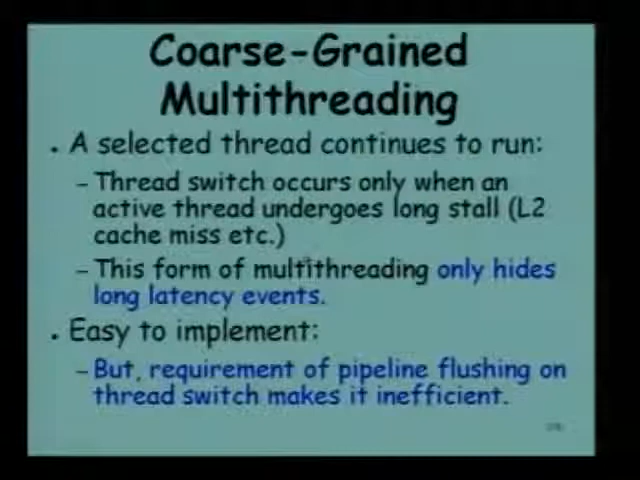 Coarse-Grained
Multithreading
• A selected thread continues to run:
– Thread switch occurs only when an
active thread undergoes long stall (L2
cache miss etc.)
– This form of multithreading only hides
long latency events.
• Easy to implement:
– But, requirement of pipeline flushing on
thread switch makes it inefficient.